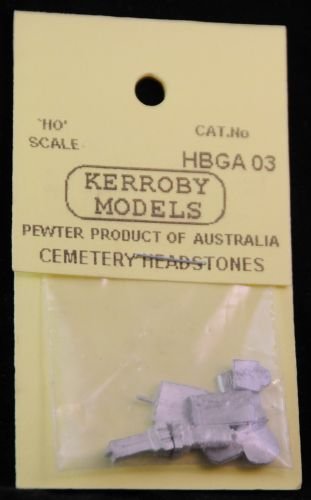 'HO'
SCALE
CAT.No
HBGA 03
KERROBY
MODELS
PEWTER PRODUCT OF AUSTRALIA
CEMETERY HEADSTONES